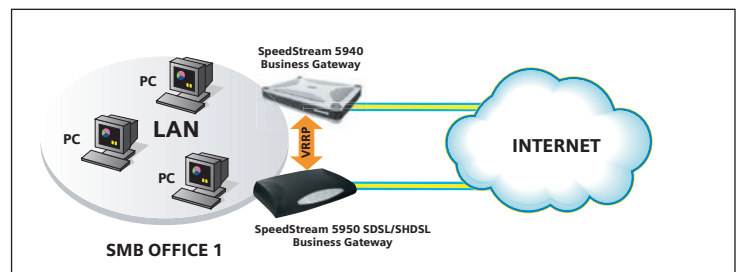 SpeedStream 5940
Business Gateway
PC
LAN
PC
PC
VRRP
INTERNET
SpeedStream 5950 SDSL/SHDSL
Business Gateway
SMB OFFICE 1